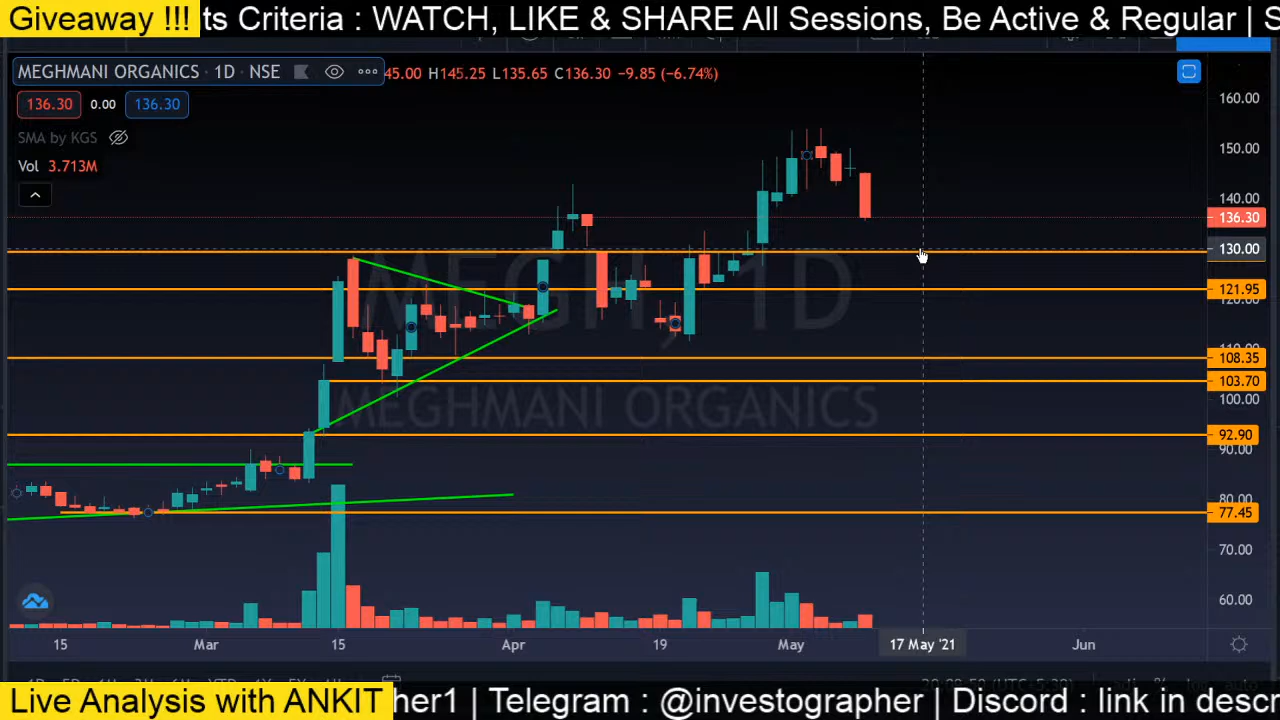 Giveaway !!! ts Criteria : WATCH, LIKE & SHARE All Sessions, Be Active & Regular | S
MEGHMANI ORGANICS · 1D · NSE 45.00 H145.25 L135.65 C136.30 −9.85 (−6.74%)
136.30 0.00 136.30
SMA by KGS
Vol 3.713M
160.00
150.00
140.00
136.30
130.00
121.95
120.00
MEGH, 1D
MEGHMANI ORGANICS
110.00
108.35
103.70
100.00
92.90
90.00
80.00
77.45
70.00
60.00
15 Mar 15 Apr 19 May 17 May '21 Jun
Live Analysis with ANKIT her1 | Telegram : @investographer | Discord : link in descr